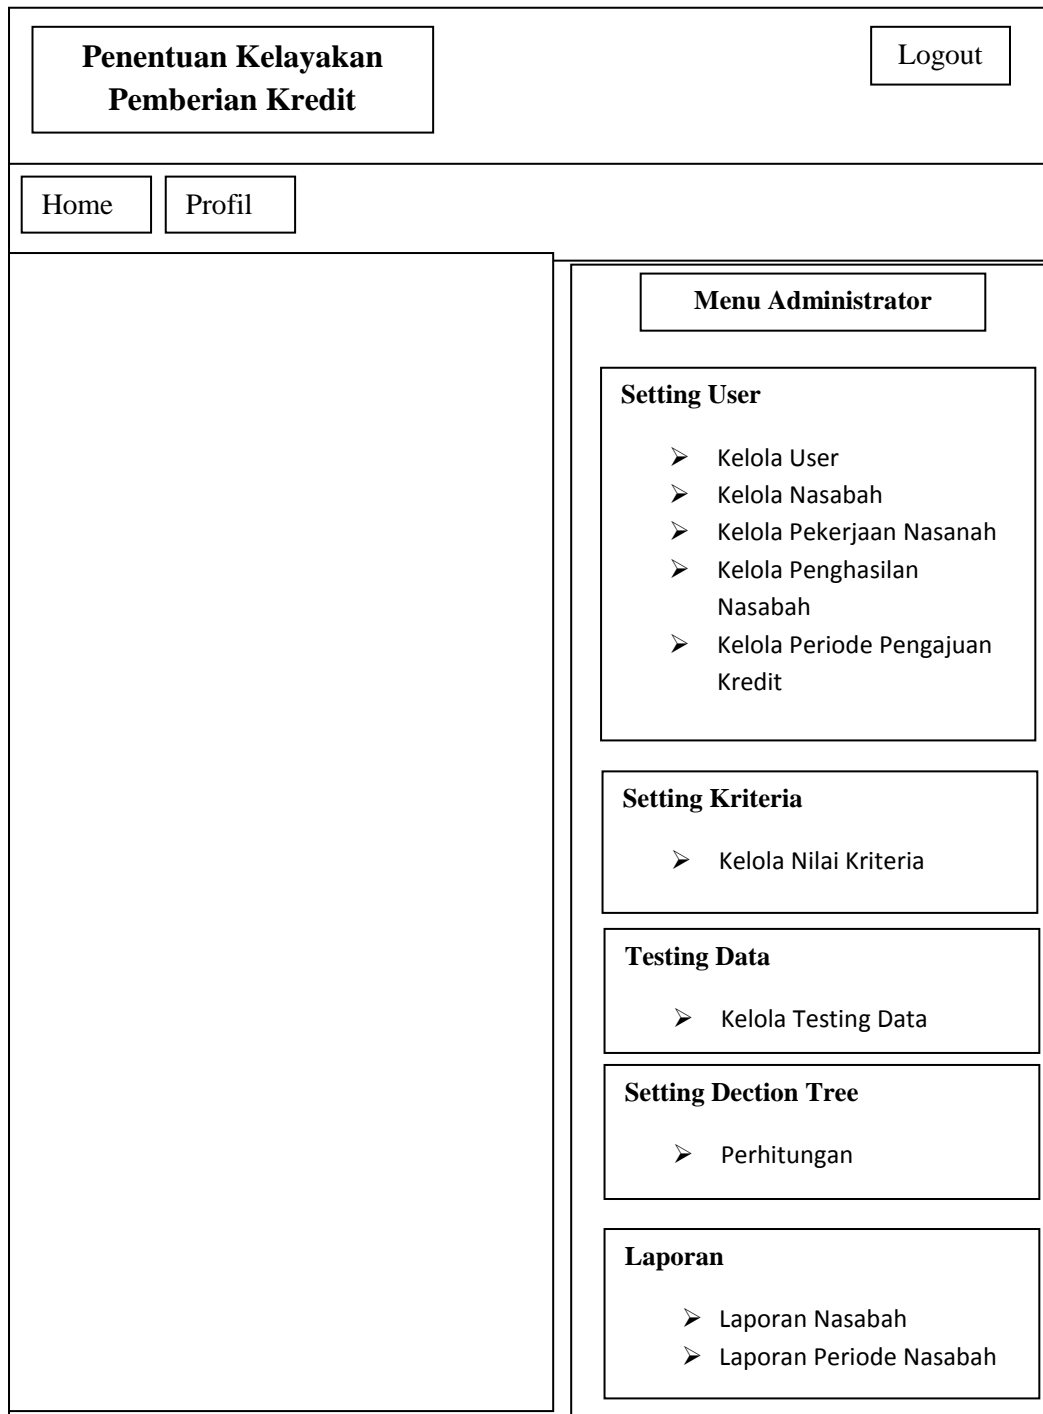 Penentuan Kelayakan
Pemberian Kredit
Logout
Home
Profil
Menu Administrator
Setting User
➢ Kelola User
➢ Kelola Nasabah
➢ Kelola Pekerjaan Nasanah
➢ Kelola Penghasilan
Nasabah
➢ Kelola Periode Pengajuan
Kredit
Setting Kriteria
➢ Kelola Nilai Kriteria
Testing Data
➢ Kelola Testing Data
Setting Dection Tree
➢ Perhitungan
Laporan
➢ Laporan Nasabah
➢ Laporan Periode Nasabah